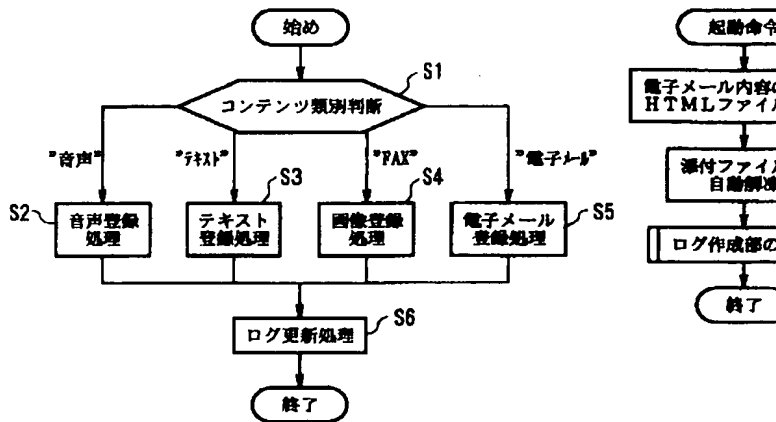 始め
S1
コンテンツ類別判断
"音声"
"テキスト"
"FAX"
"電子メール"
S2
音声登録
処理
S3
テキスト
登録処理
S4
画像登録
処理
S5
電子メール
登録処理
S6
ログ更新処理
終了
起動命令
電子メール内容の
HTMLファイル
添付ファイル
自動解凍
ログ作成部の
終了